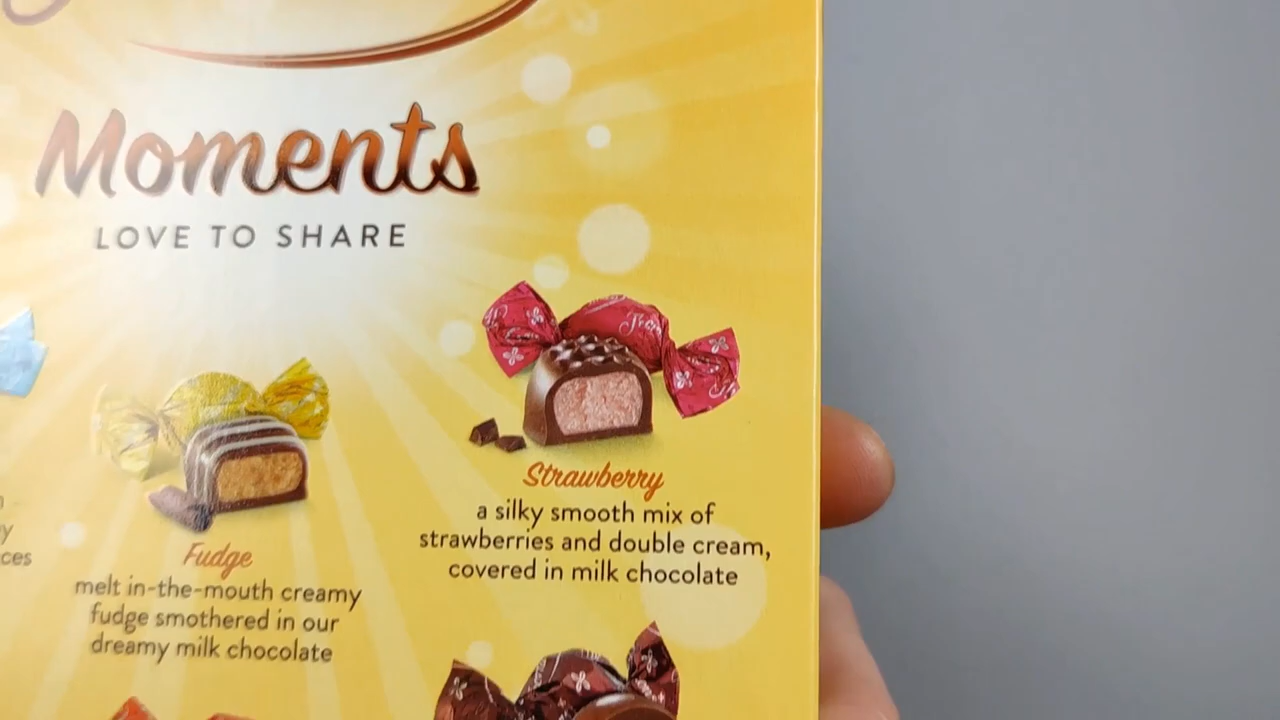 Moments
LOVE TO SHARE
Strawberry
a silky smooth mix of
strawberries and double cream,
covered in milk chocolate
ces
Fudge
melt in-the-mouth creamy
fudge smothered in our
dreamy milk chocolate